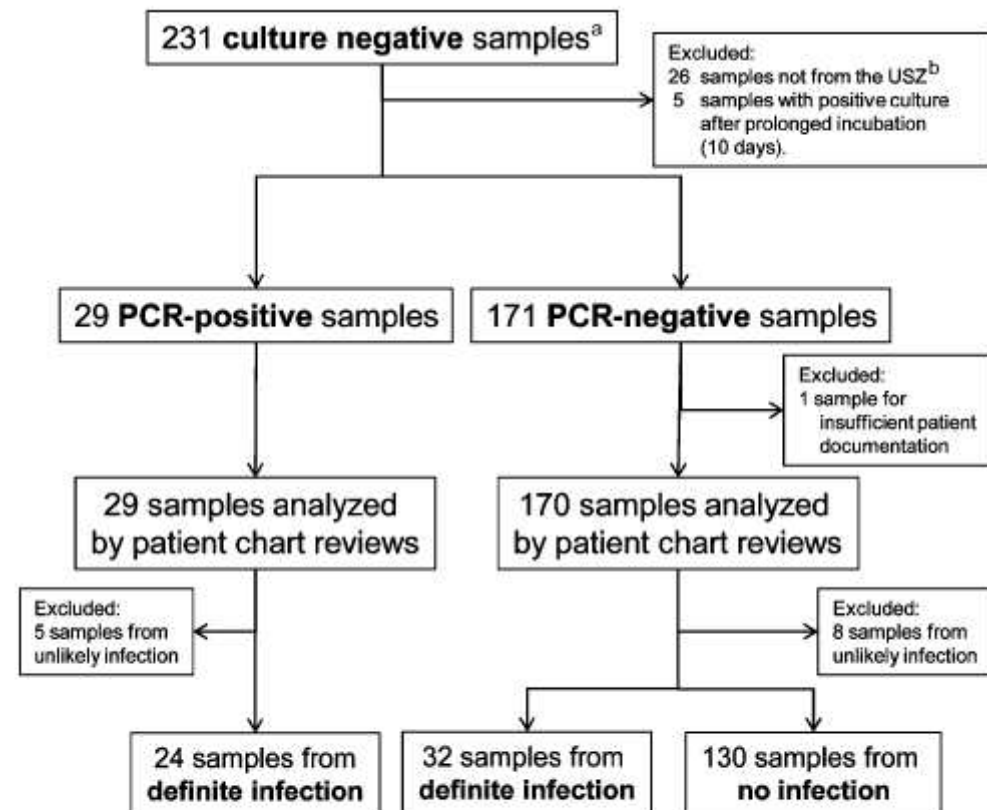 231 culture negative samplesa
Excluded:
26 samples not from the USZb
5 samples with positive culture
after prolonged incubation
(10 days).
29 PCR-positive samples
171 PCR-negative samples
Excluded:
1 sample for
insufficient patient
documentation
29 samples analyzed
by patient chart reviews
170 samples analyzed
by patient chart reviews
Excluded:
5 samples from
unlikely infection
Excluded:
8 samples from
unlikely infection
24 samples from
definite infection
32 samples from
definite infection
130 samples from
no infection